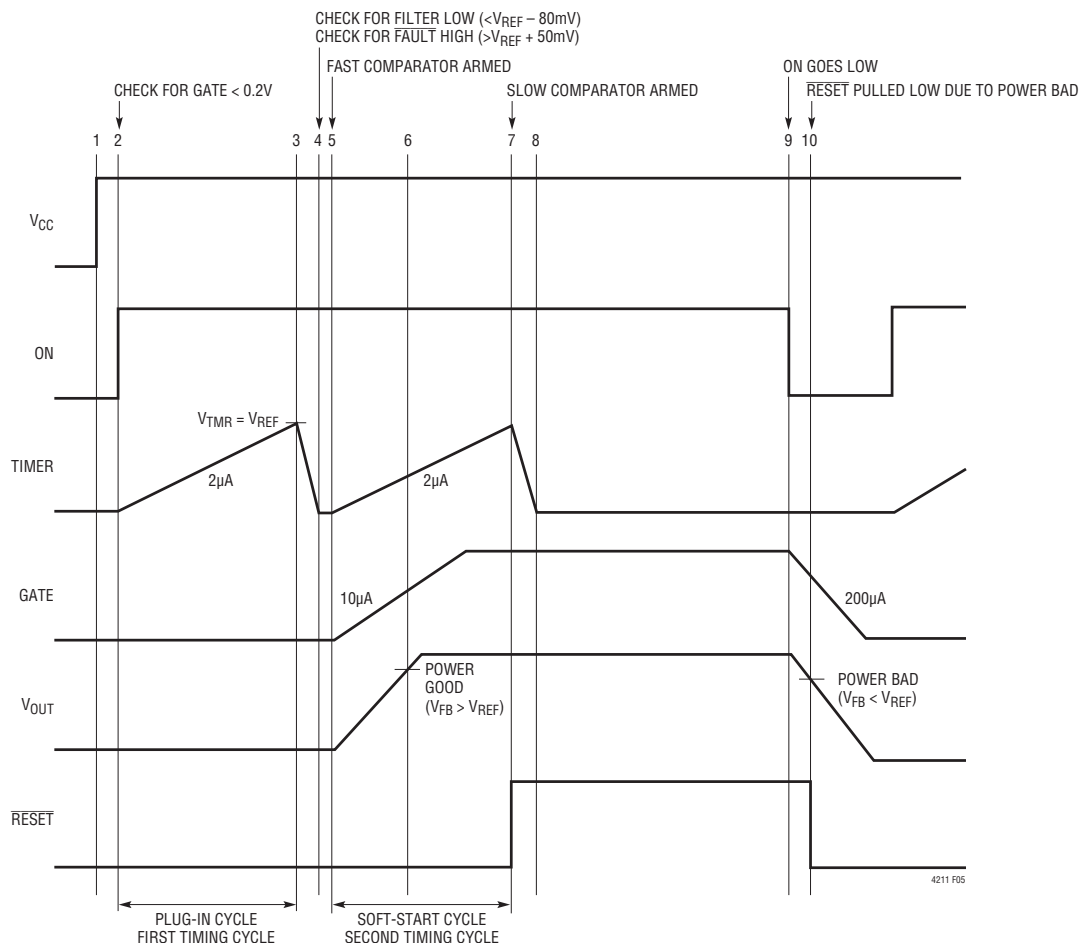 CHECK FOR FILTER LOW (<VREF – 80mV)
CHECK FOR FAULT HIGH (>VREF + 50mV)
FAST COMPARATOR ARMED
ON GOES LOW
CHECK FOR GATE < 0.2V
SLOW COMPARATOR ARMED
RESET PULLED LOW DUE TO POWER BAD
1 2 3 4 5 6 7 8 9 10
VCC
ON
VTMR = VREF
TIMER
2µA
2µA
GATE
10µA
200µA
POWER
GOOD
(VFB > VREF)
POWER BAD
(VFB < VREF)
VOUT
RESET
4211 F05
PLUG-IN CYCLE
FIRST TIMING CYCLE
SOFT-START CYCLE
SECOND TIMING CYCLE